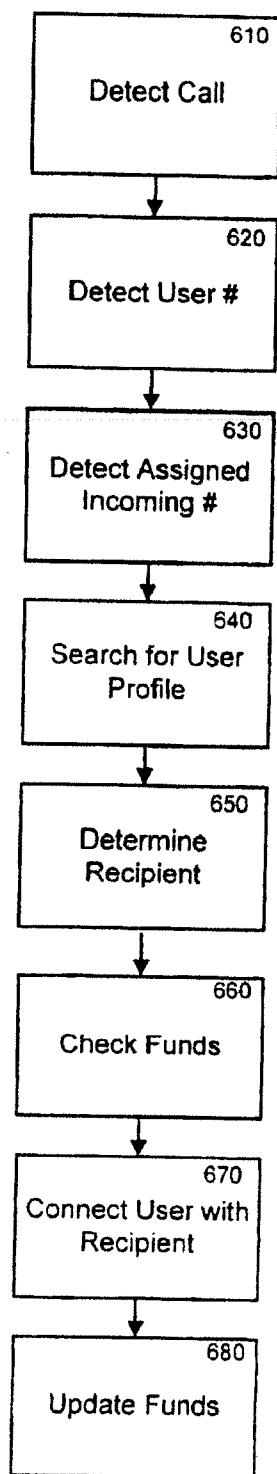 610
Detect Call
620
Detect User #
630
Detect Assigned
Incoming #
640
Search for User
Profile
650
Determine
Recipient
660
Check Funds
670
Connect User with
Recipient
680
Update Funds